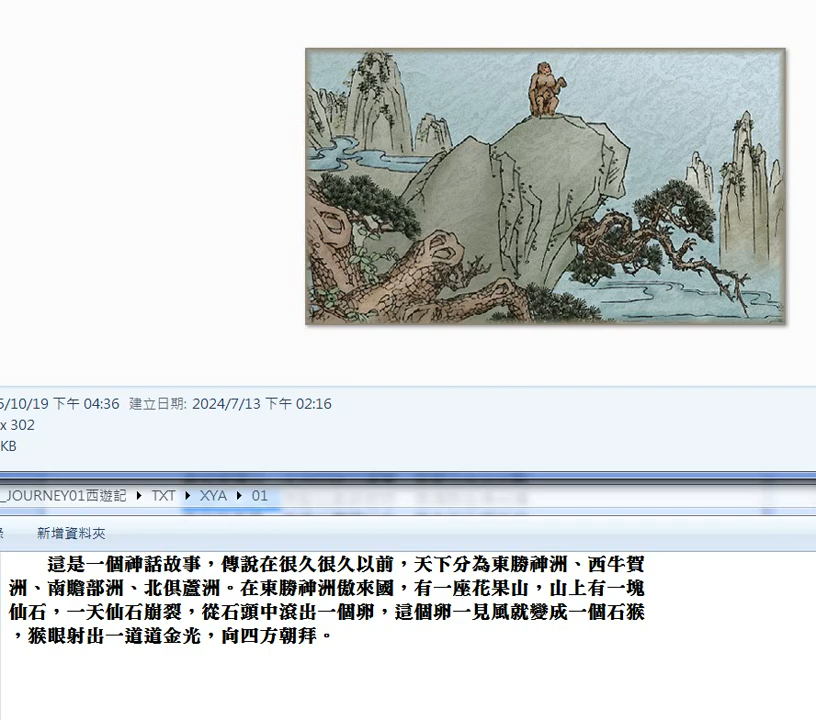 5/10/19 下午 04:36 建立日期: 2024/7/13 下午 02:16
x 302
KB
_JOURNEY01西遊記 ▸ TXT ▸ XYA ▸ 01
新增資料夾
這是一個神話故事，傳說在很久很久以前，天下分為東勝神洲、西牛賀
洲、南贍部洲、北俱蘆洲。在東勝神洲傲來國，有一座花果山，山上有一塊
仙石，一天仙石崩裂，從石頭中滾出一個卵，這個卵一見風就變成一個石猴
，猴眼射出一道道金光，向四方朝拜。